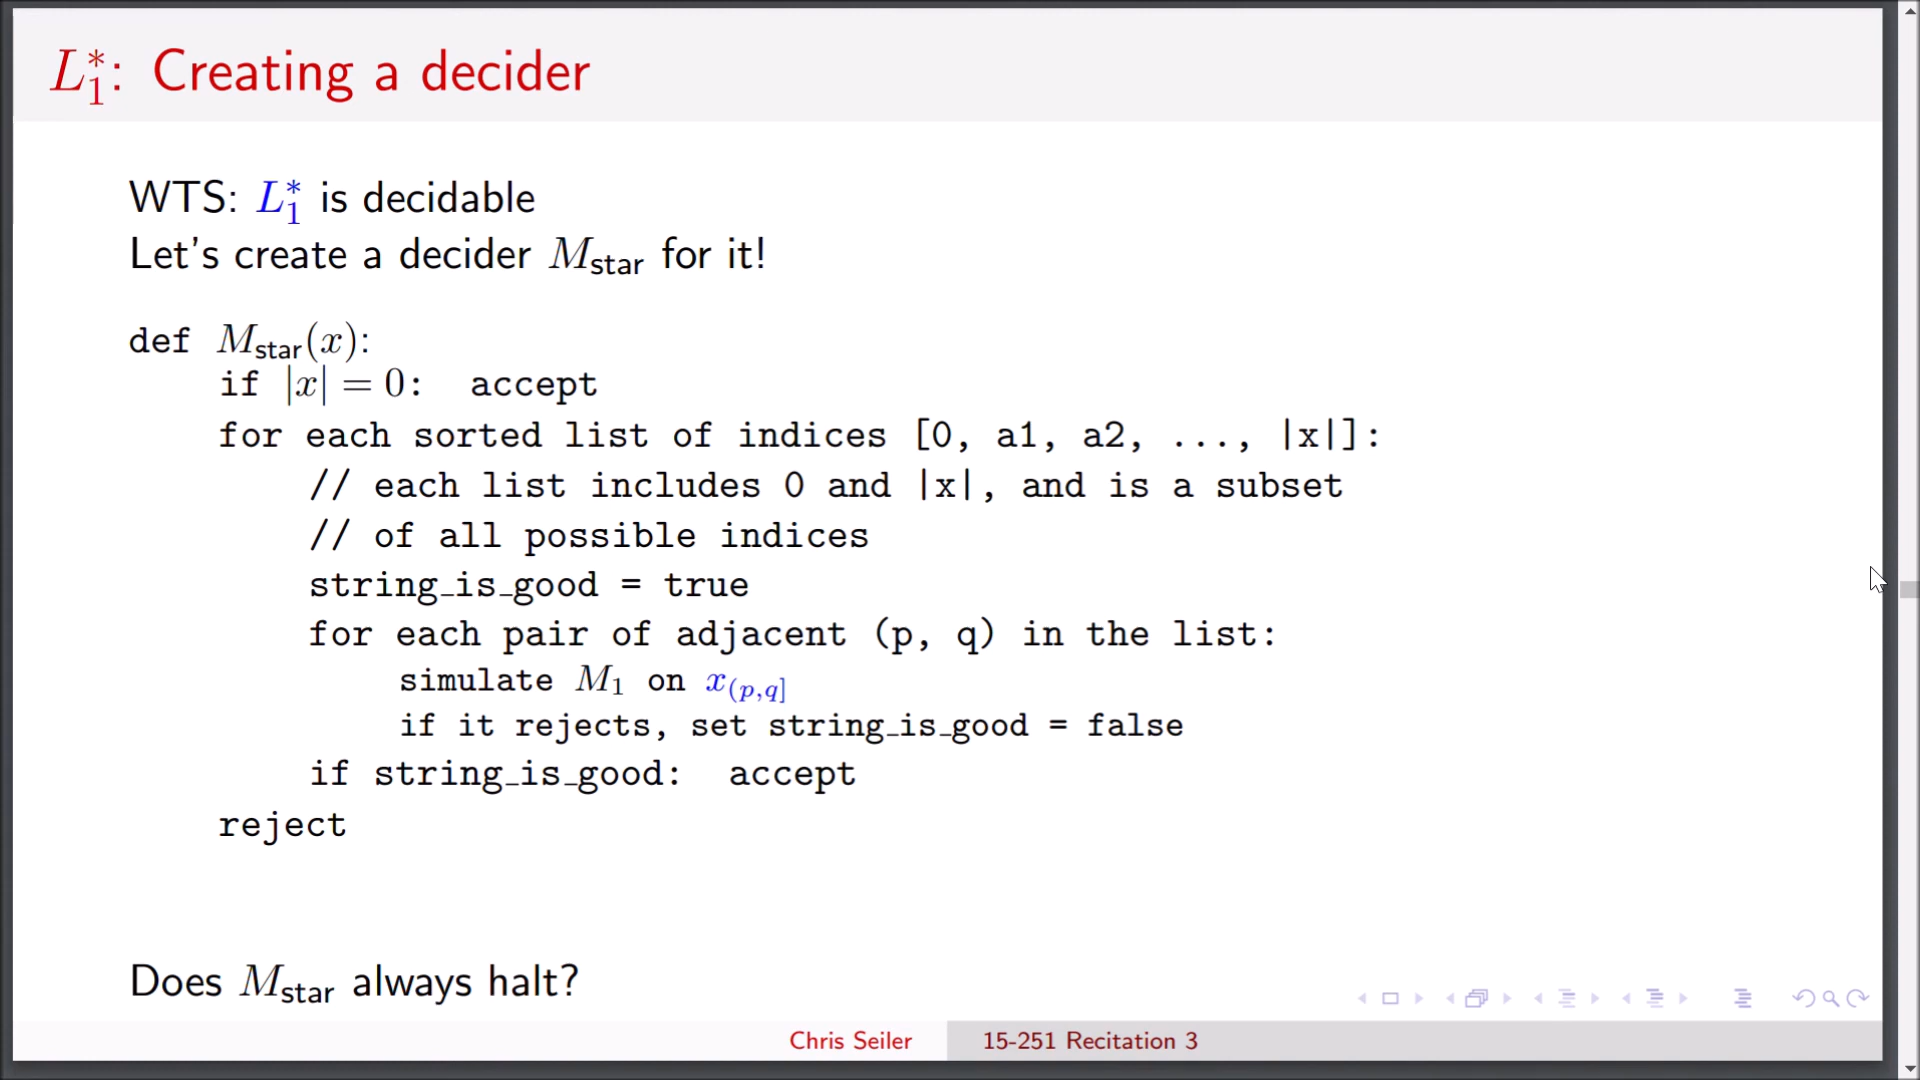 L₁*: Creating a decider
WTS: L₁* is decidable
Let's create a decider M_star for it!
def M_star(x):
if |x| = 0: accept
for each sorted list of indices [0, a1, a2, ..., |x|]:
// each list includes 0 and |x|, and is a subset
// of all possible indices
string_is_good = true
for each pair of adjacent (p, q) in the list:
simulate M₁ on x_(p,q]
if it rejects, set string_is_good = false
if string_is_good: accept
reject
Does M_star always halt?
Chris Seiler
15-251 Recitation 3